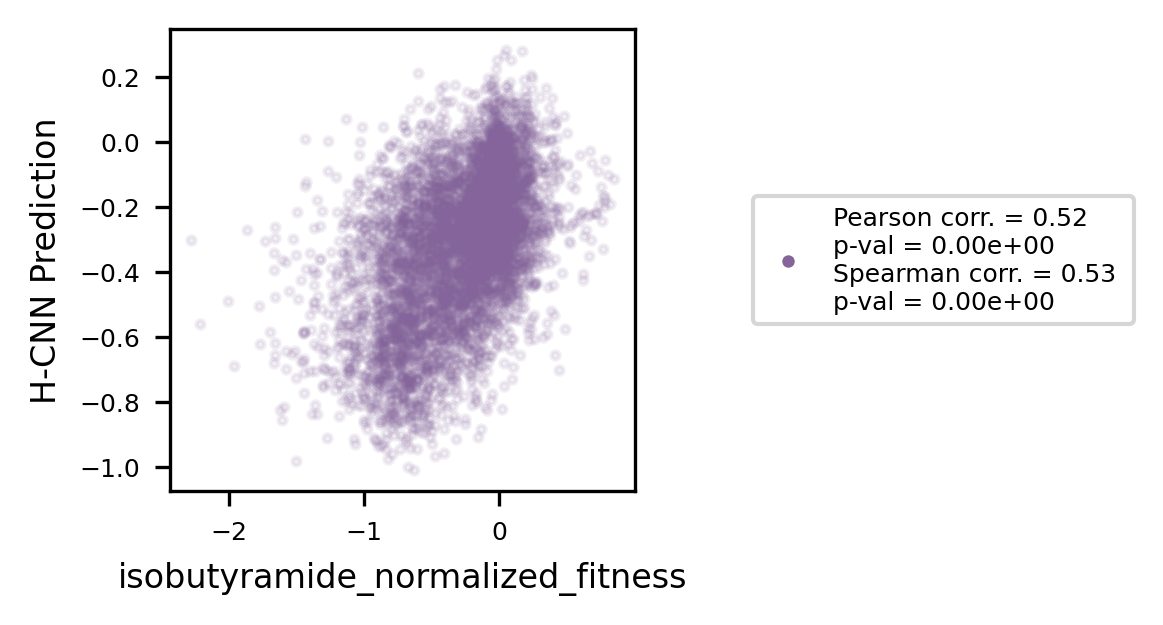 0.2
0.0
−0.2
−0.4
−0.6
−0.8
−1.0
H-CNN Prediction
−2
−1
0
isobutyramide_normalized_fitness
Pearson corr. = 0.52
p-val = 0.00e+00
Spearman corr. = 0.53
p-val = 0.00e+00